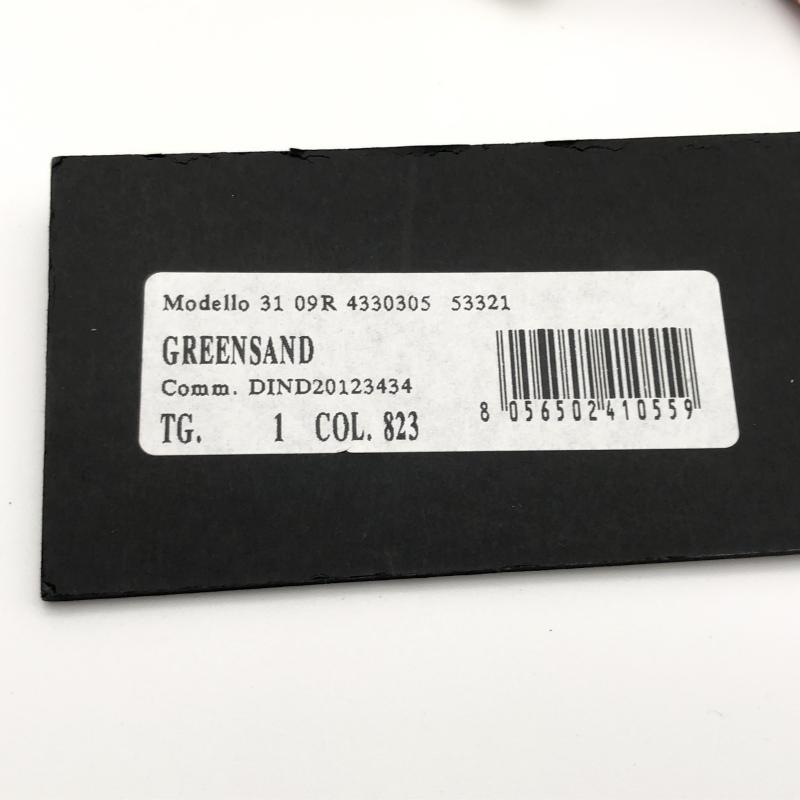 Modello 31 09R 4330305 53321
GREENSAND
Comm. DIND20123434
TG. 1 COL. 823
8 056502 410559